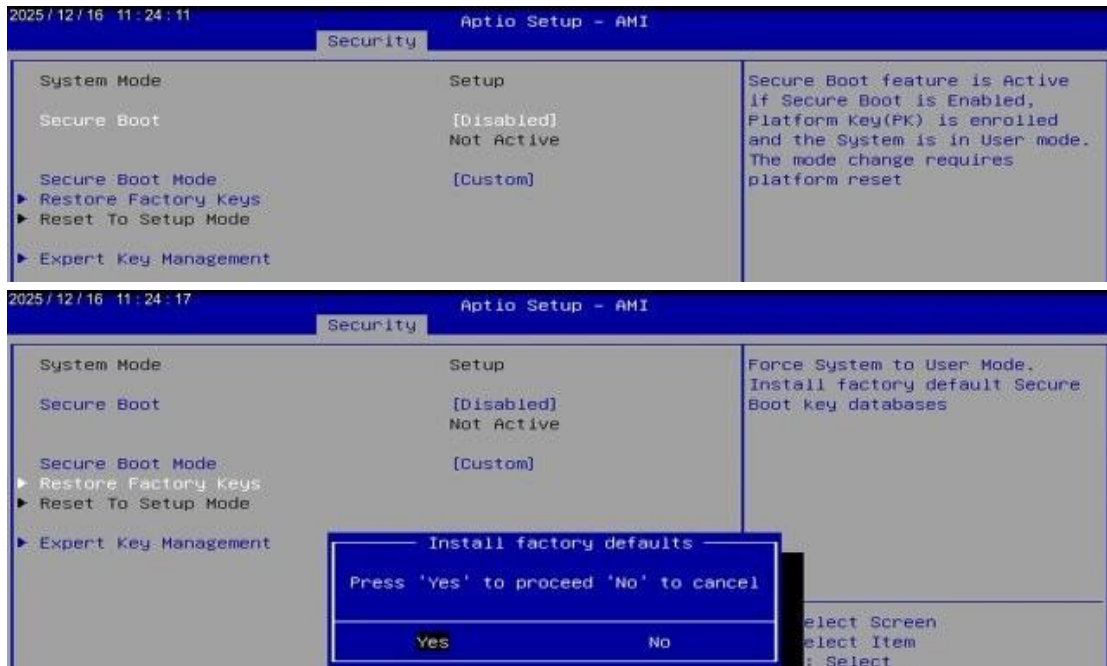 2025/12/16 11:24:11
Aptio Setup - AMI
Security
System Mode Setup
Secure Boot [Disabled]
Not Active
Secure Boot Mode [Custom]
▶ Restore Factory Keys
▶ Reset To Setup Mode
▶ Expert Key Management
Secure Boot feature is Active
if Secure Boot is Enabled,
Platform Key(PK) is enrolled
and the System is in User mode.
The mode change requires
platform reset
2025/12/16 11:24:17
Aptio Setup - AMI
Security
System Mode Setup
Secure Boot [Disabled]
Not Active
Secure Boot Mode [Custom]
▶ Restore Factory Keys
▶ Reset To Setup Mode
▶ Expert Key Management
Force System to User Mode.
Install factory default Secure
Boot key databases
Install factory defaults
Press 'Yes' to proceed 'No' to cancel
Yes No
elect Screen
elect Item
: Select